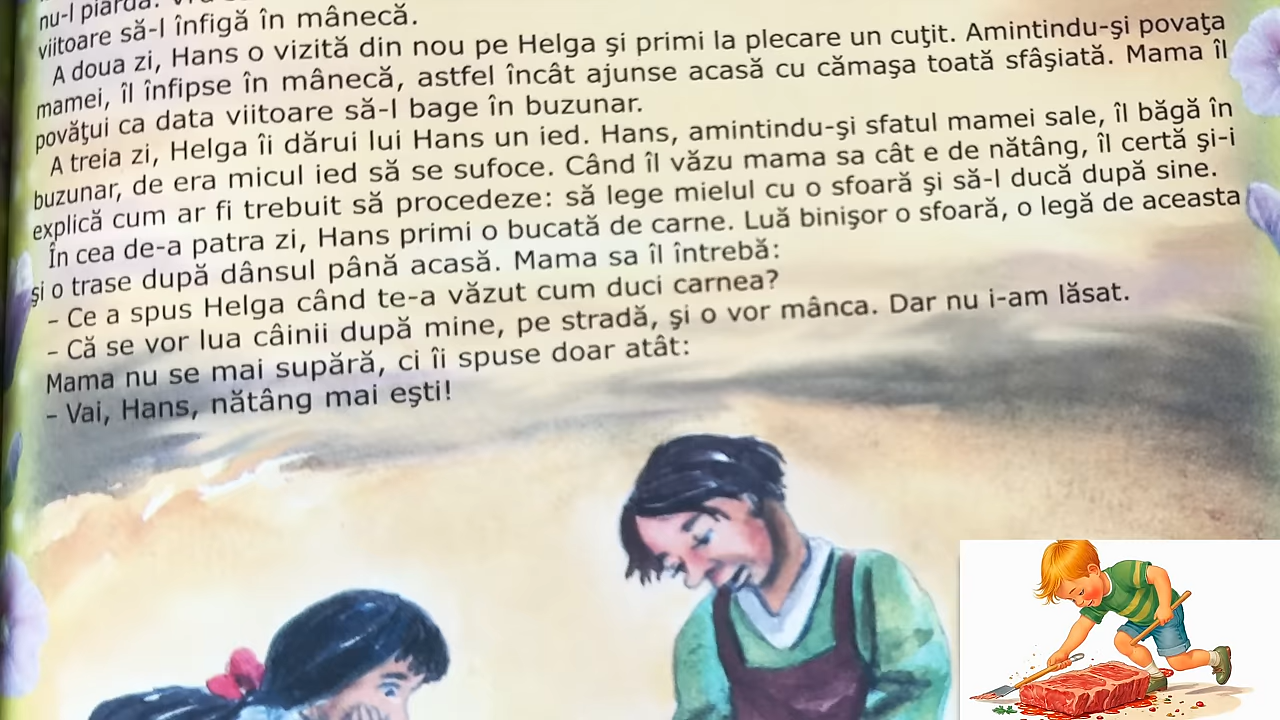 nu-l piardă.
viitoare să-l înfigă în mânecă.
A doua zi, Hans o vizită din nou pe Helga şi primi la plecare un cuţit. Amintindu-şi povaţa
mamei, îl înfipse în mânecă, astfel încât ajunse acasă cu cămaşa toată sfâşiată. Mama îl
povăţui ca data viitoare să-l bage în buzunar.
A treia zi, Helga îi dărui lui Hans un ied. Hans, amintindu-şi sfatul mamei sale, îl băgă în
buzunar, de era micul ied să se sufoce. Când îl văzu mama sa cât e de nătâng, îl certă şi-i
explică cum ar fi trebuit să procedeze: să lege mielul cu o sfoară şi să-l ducă după sine.
În cea de-a patra zi, Hans primi o bucată de carne. Luă binişor o sfoară, o legă de aceasta
şi o trase după dânsul până acasă. Mama sa îl întrebă:
– Ce a spus Helga când te-a văzut cum duci carnea?
– Că se vor lua câinii după mine, pe stradă, şi o vor mânca. Dar nu i-am lăsat.
Mama nu se mai supără, ci îi spuse doar atât:
– Vai, Hans, nătâng mai eşti!